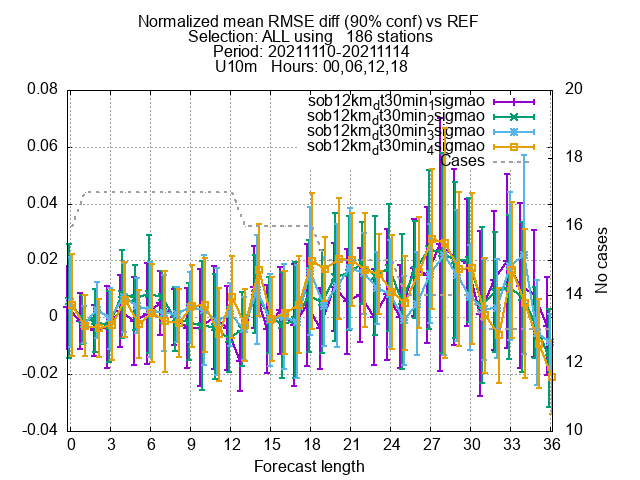 Normalized mean RMSE diff (90% conf) vs REF
Selection: ALL using 186 stations
Period: 20211110-20211114
U10m Hours: 00,06,12,18
sob12km_dt30min_1sigmao
sob12km_dt30min_2sigmao
sob12km_dt30min_3sigmao
sob12km_dt30min_4sigmao
Cases
0.08
0.06
0.04
0.02
0
-0.02
-0.04
20
18
16
14
12
10
No cases
0 3 6 9 12 15 18 21 24 27 30 33 36
Forecast length